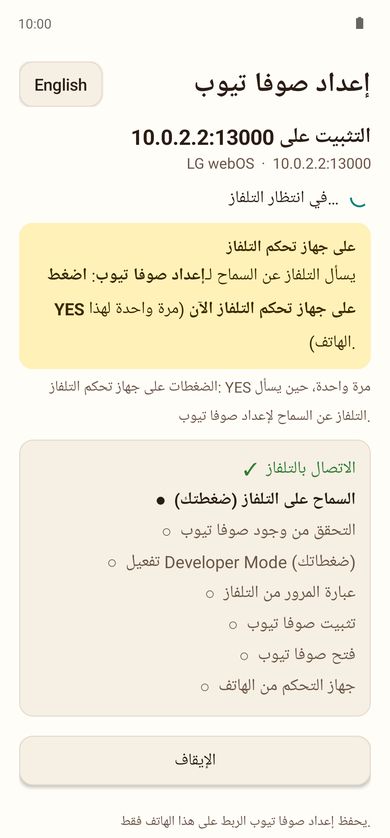 10:00
إعداد صوفا تيوب
English
التثبيت على 10.0.2.2:13000
LG webOS · 10.0.2.2:13000
في انتظار التلفاز...
على جهاز تحكم التلفاز
يسأل التلفاز عن السماح لـإعداد صوفا تيوب: اضغط
YES على جهاز تحكم التلفاز الآن (مرة واحدة لهذا
الهاتف).
الضغطات على جهاز تحكم التلفاز: YES مرة واحدة، حين يسأل
التلفاز عن السماح لإعداد صوفا تيوب.
الاتصال بالتلفاز ✓
السماح على التلفاز (ضغطتك) ●
التحقق من وجود صوفا تيوب ○
تفعيل Developer Mode (ضغطاتك) ○
عبارة المرور من التلفاز ○
تثبيت صوفا تيوب ○
فتح صوفا تيوب ○
جهاز التحكم من الهاتف ○
الإيقاف
يحفظ إعداد صوفا تيوب الربط على هذا الهاتف فقط.